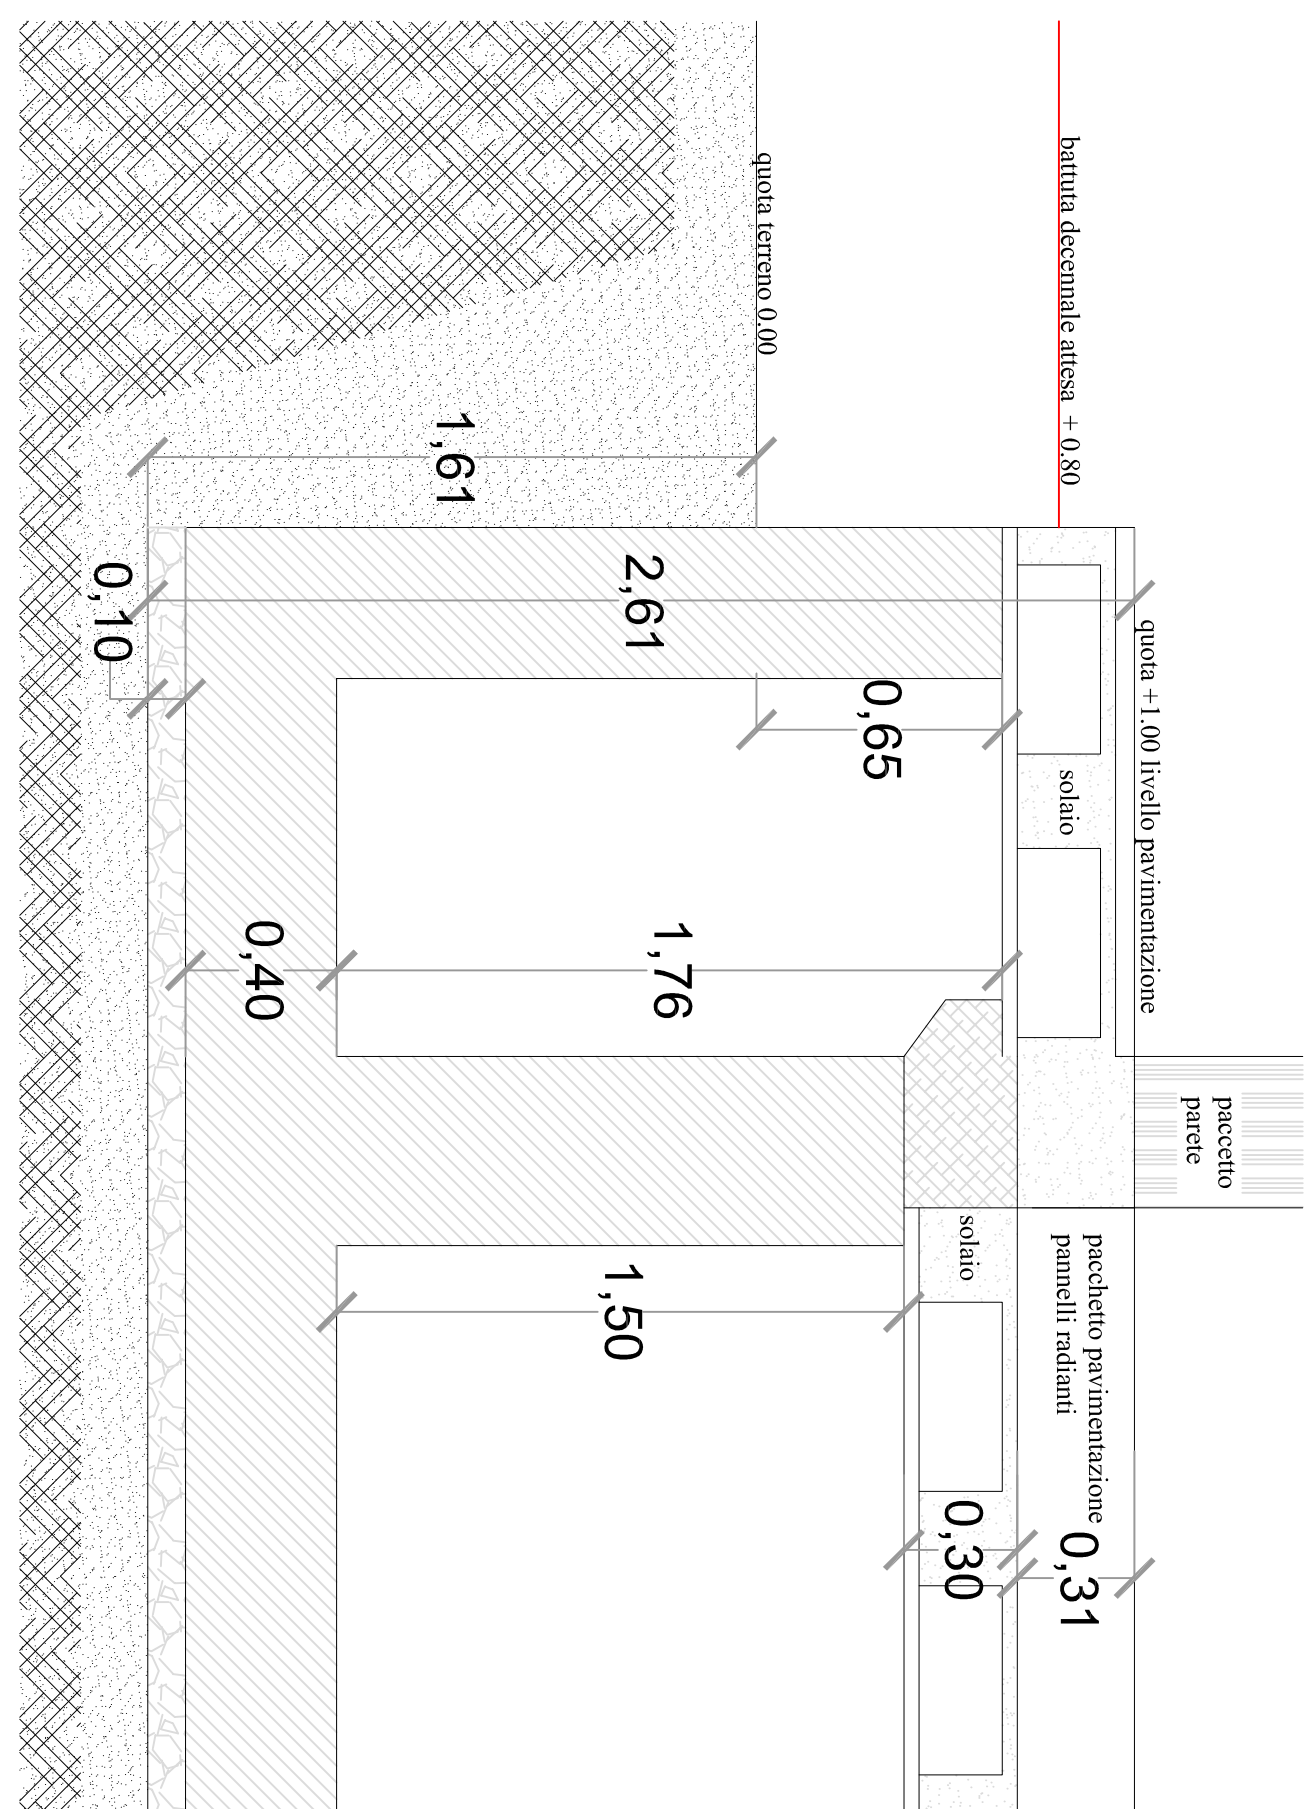 battuta decennale attesa + 0.80
quota terreno 0.00
1,61
0,10
2,61
0,65
quota +1.00 livello pavimentazione
solaio
0,40
1,76
paccetto
parete
solaio
1,50
pacchetto pavimentazione
pannelli radianti
0,30
0,31